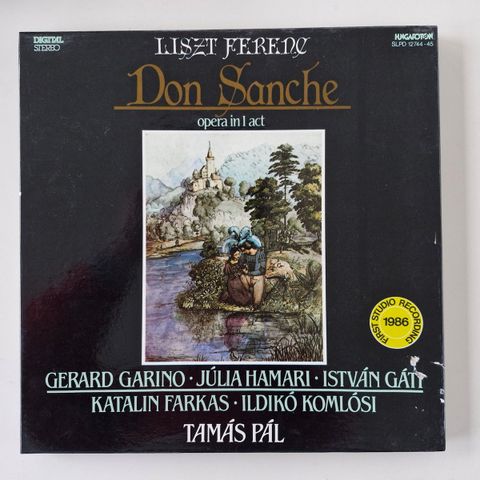 DIGITAL
STEREO
HUNGAROTON
SLPD 12744-45
LISZT FERENC
Don Sanche
opera in 1 act
FIRST STUDIO RECORDING
1986
GERARD GARINO · JÚLIA HAMARI · ISTVÁN GÁTI
KATALIN FARKAS · ILDIKÓ KOMLÓSI
TAMÁS PÁL